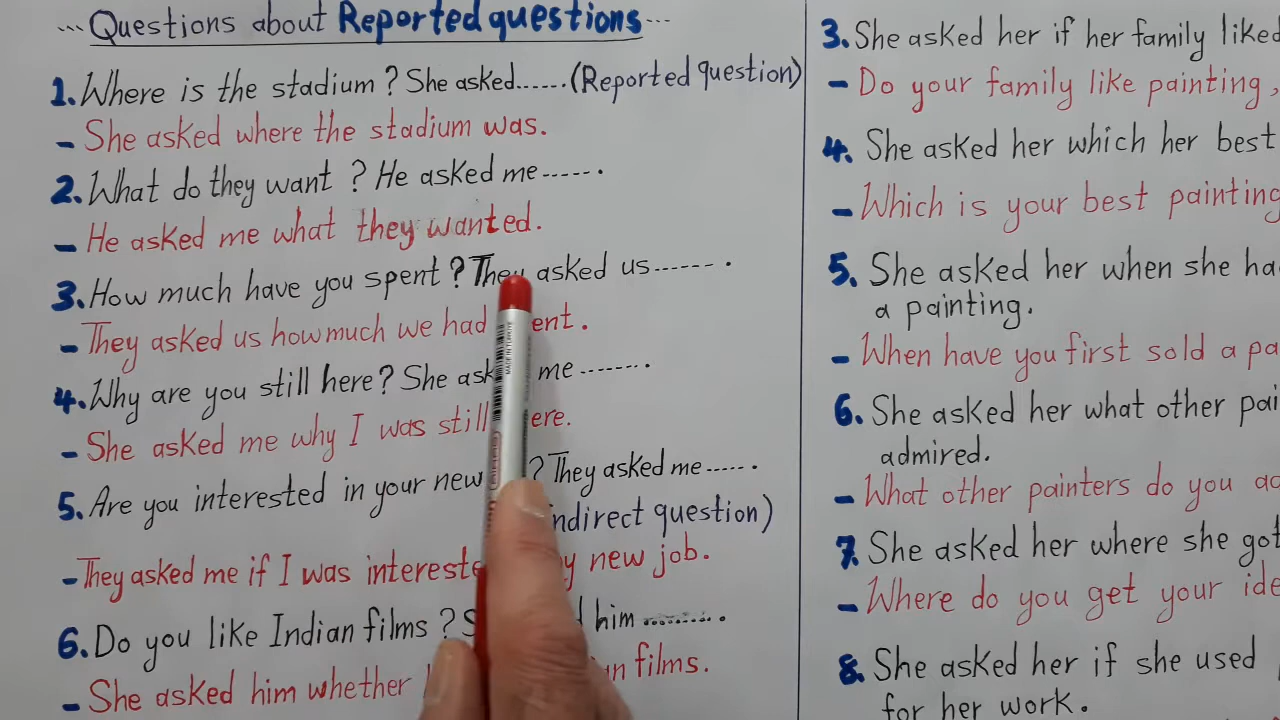 ...Questions about Reported questions...
1. Where is the stadium ? She asked...... (Reported question)
- She asked where the stadium was.
2. What do they want ? He asked me ----- .
- He asked me what they wanted.
3. How much have you spent ? They asked us ------ .
- They asked us how much we had ent .
4. Why are you still here? She ask me -------- .
- She asked me why I was still ere.
5. Are you interested in your new ? They asked me ----- .
ndirect question)
- They asked me if I was intereste y new job.
6. Do you like Indian films ? S d him ......... .
- She asked him whether an films.
3. She asked her if her family liked
- Do your family like painting,
4. She asked her which her best
- Which is your best painting
5. She asked her when she ha
a painting.
- When have you first sold a pa
6. She asked her what other pai
admired.
- What other painters do you ad
7. She asked her where she got
- Where do you get your ide
8. She asked her if she used
for her work.